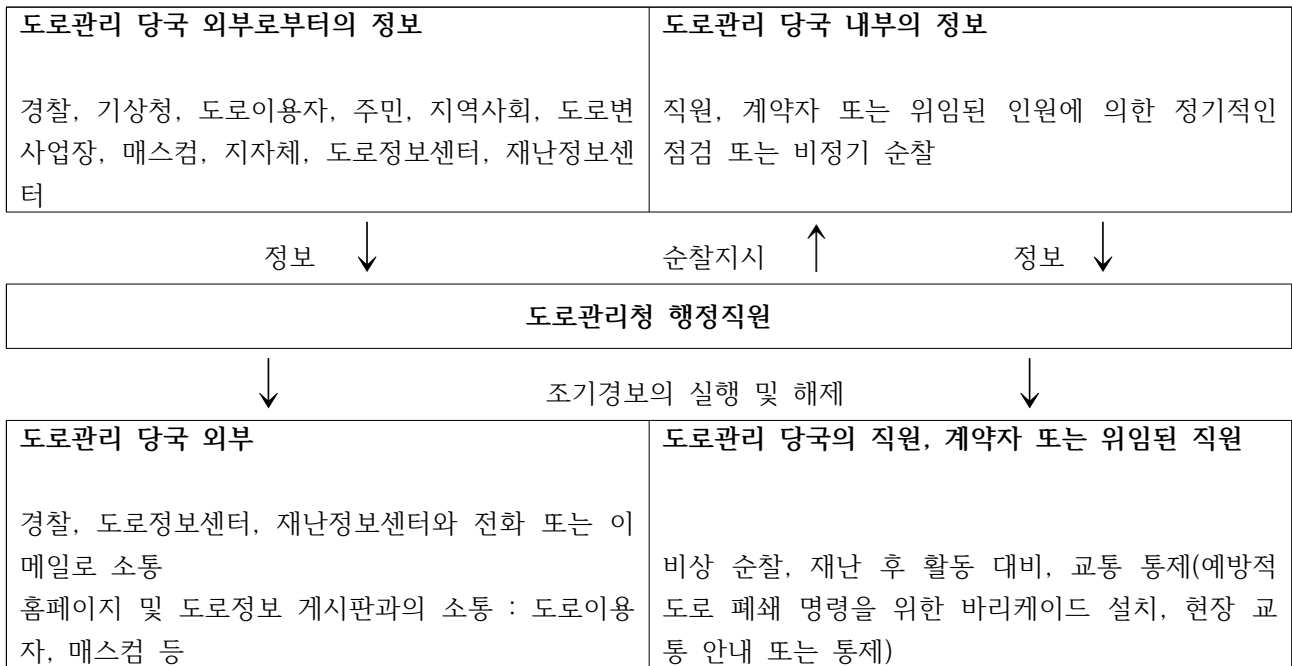 도로관리 당국 외부로부터의 정보
경찰, 기상청, 도로이용자, 주민, 지역사회, 도로변
사업장, 매스컴, 지자체, 도로정보센터, 재난정보센
터
도로관리 당국 내부의 정보
직원, 계약자 또는 위임된 인원에 의한 정기적인
점검 또는 비정기 순찰
정보
순찰지시
정보
도로관리청 행정직원
조기경보의 실행 및 해제
도로관리 당국 외부
경찰, 도로정보센터, 재난정보센터와 전화 또는 이
메일로 소통
홈페이지 및 도로정보 게시판과의 소통 : 도로이용
자, 매스컴 등
도로관리 당국의 직원, 계약자 또는 위임된 직원
비상 순찰, 재난 후 활동 대비, 교통 통제(예방적
도로 폐쇄 명령을 위한 바리케이드 설치, 현장 교
통 안내 또는 통제)